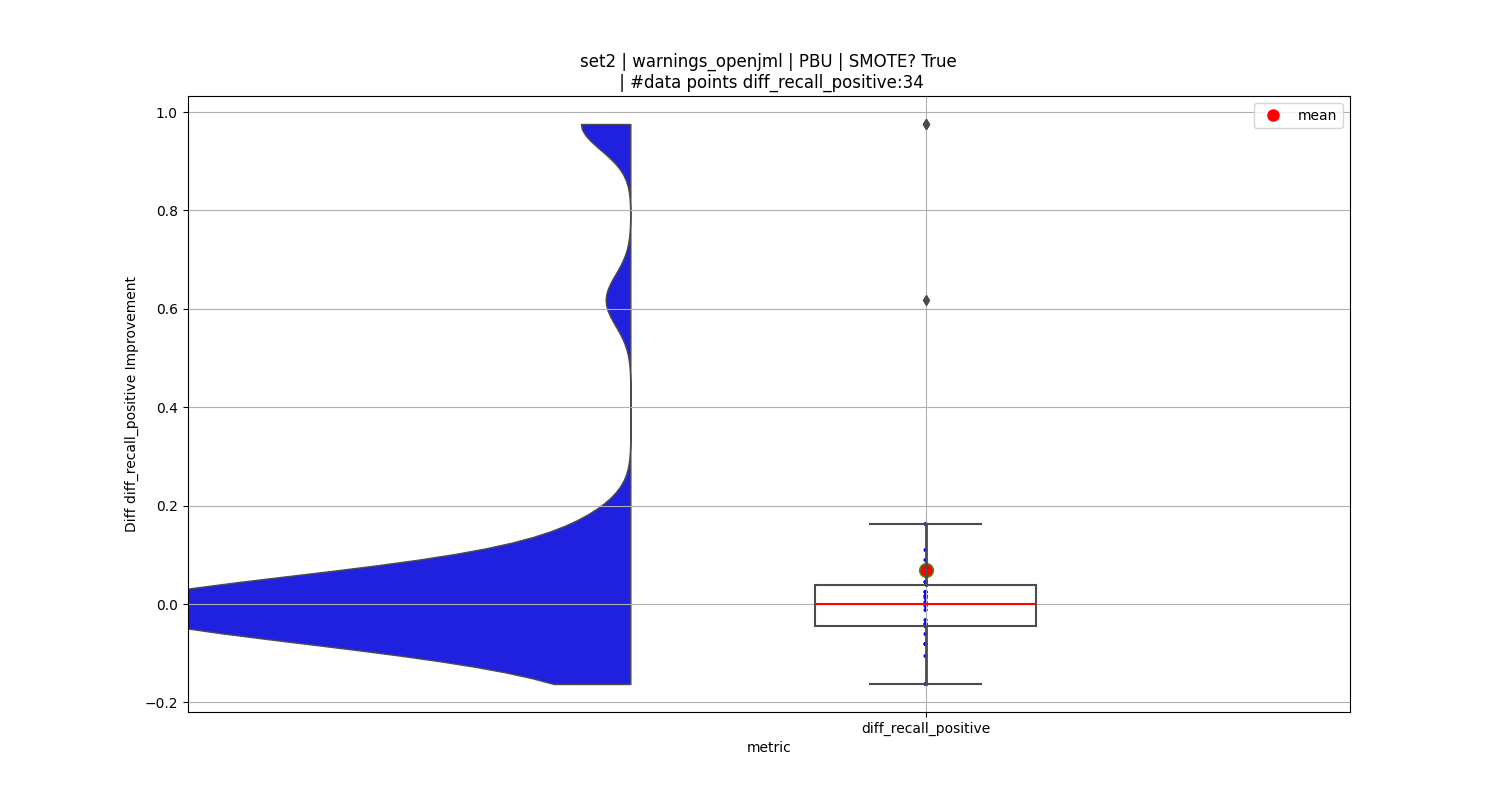 set2 | warnings_openjml | PBU | SMOTE? True
| #data points diff_recall_positive:34
mean
1.0
0.8
0.6
0.4
0.2
0.0
−0.2
Diff diff_recall_positive Improvement
diff_recall_positive
metric